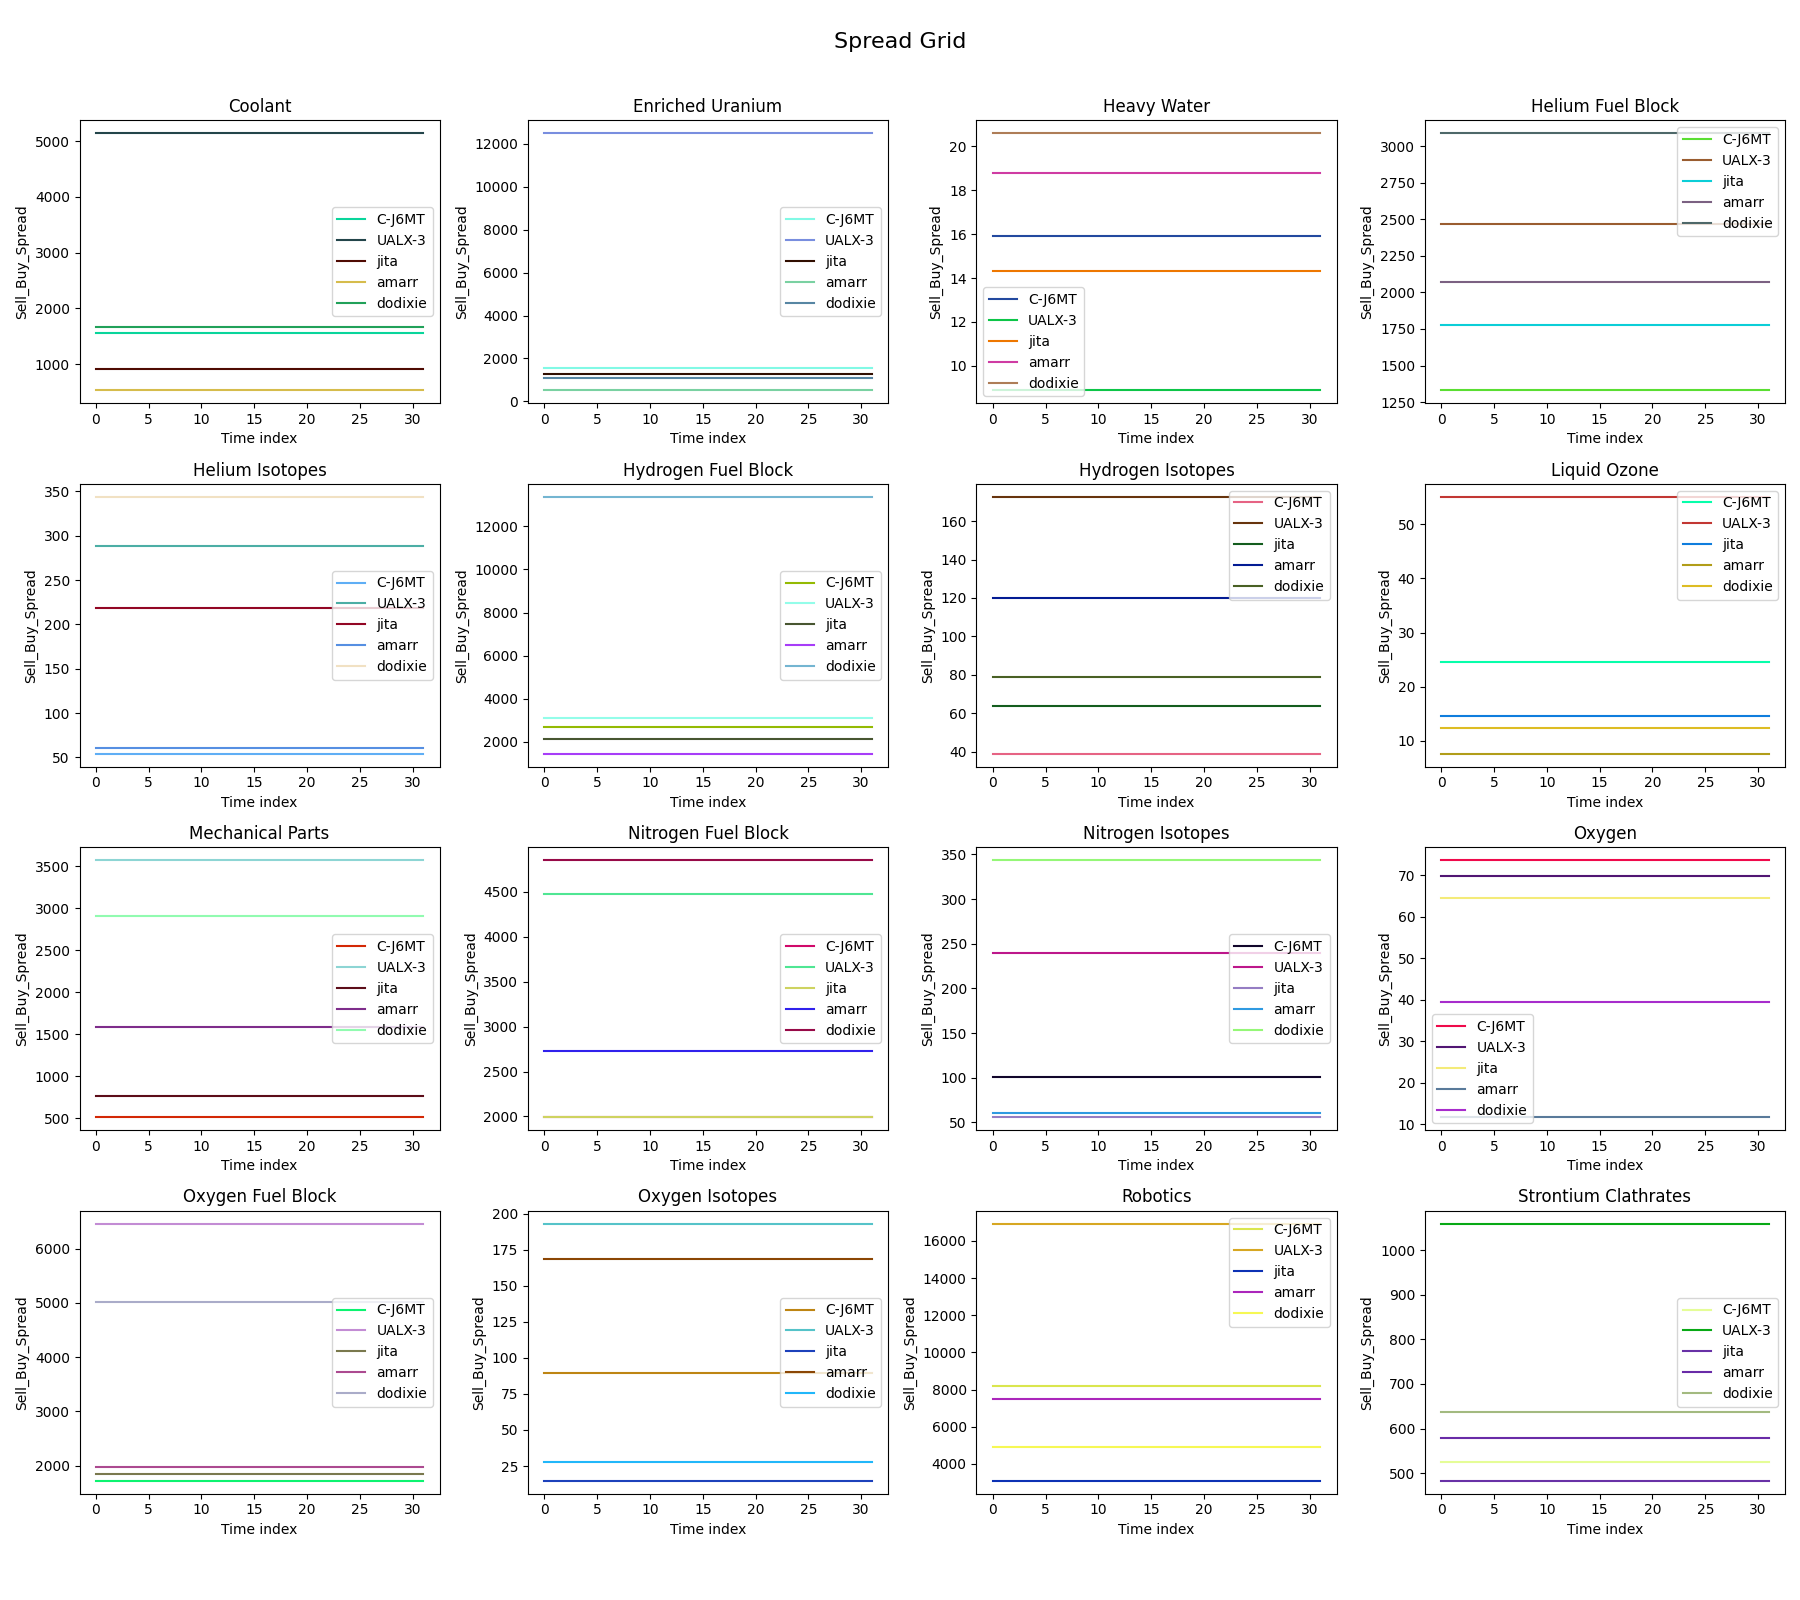 Spread Grid
Coolant
Sell_Buy_Spread
5000
4000
3000
2000
1000
C-J6MT
UALX-3
jita
amarr
dodixie
0 5 10 15 20 25 30
Time index
Enriched Uranium
Sell_Buy_Spread
12000
10000
8000
6000
4000
2000
0
C-J6MT
UALX-3
jita
amarr
dodixie
0 5 10 15 20 25 30
Time index
Heavy Water
Sell_Buy_Spread
20
18
16
14
12
10
C-J6MT
UALX-3
jita
amarr
dodixie
0 5 10 15 20 25 30
Time index
Helium Fuel Block
Sell_Buy_Spread
3000
2750
2500
2250
2000
1750
1500
1250
C-J6MT
UALX-3
jita
amarr
dodixie
0 5 10 15 20 25 30
Time index
Helium Isotopes
Sell_Buy_Spread
350
300
250
200
150
100
50
C-J6MT
UALX-3
jita
amarr
dodixie
0 5 10 15 20 25 30
Time index
Hydrogen Fuel Block
Sell_Buy_Spread
12000
10000
8000
6000
4000
2000
C-J6MT
UALX-3
jita
amarr
dodixie
0 5 10 15 20 25 30
Time index
Hydrogen Isotopes
Sell_Buy_Spread
160
140
120
100
80
60
40
C-J6MT
UALX-3
jita
amarr
dodixie
0 5 10 15 20 25 30
Time index
Liquid Ozone
Sell_Buy_Spread
50
40
30
20
10
C-J6MT
UALX-3
jita
amarr
dodixie
0 5 10 15 20 25 30
Time index
Mechanical Parts
Sell_Buy_Spread
3500
3000
2500
2000
1500
1000
500
C-J6MT
UALX-3
jita
amarr
dodixie
0 5 10 15 20 25 30
Time index
Nitrogen Fuel Block
Sell_Buy_Spread
4500
4000
3500
3000
2500
2000
C-J6MT
UALX-3
jita
amarr
dodixie
0 5 10 15 20 25 30
Time index
Nitrogen Isotopes
Sell_Buy_Spread
350
300
250
200
150
100
50
C-J6MT
UALX-3
jita
amarr
dodixie
0 5 10 15 20 25 30
Time index
Oxygen
Sell_Buy_Spread
70
60
50
40
30
20
10
C-J6MT
UALX-3
jita
amarr
dodixie
0 5 10 15 20 25 30
Time index
Oxygen Fuel Block
Sell_Buy_Spread
6000
5000
4000
3000
2000
C-J6MT
UALX-3
jita
amarr
dodixie
0 5 10 15 20 25 30
Time index
Oxygen Isotopes
Sell_Buy_Spread
200
175
150
125
100
75
50
25
C-J6MT
UALX-3
jita
amarr
dodixie
0 5 10 15 20 25 30
Time index
Robotics
Sell_Buy_Spread
16000
14000
12000
10000
8000
6000
4000
C-J6MT
UALX-3
jita
amarr
dodixie
0 5 10 15 20 25 30
Time index
Strontium Clathrates
Sell_Buy_Spread
1000
900
800
700
600
500
C-J6MT
UALX-3
jita
amarr
dodixie
0 5 10 15 20 25 30
Time index